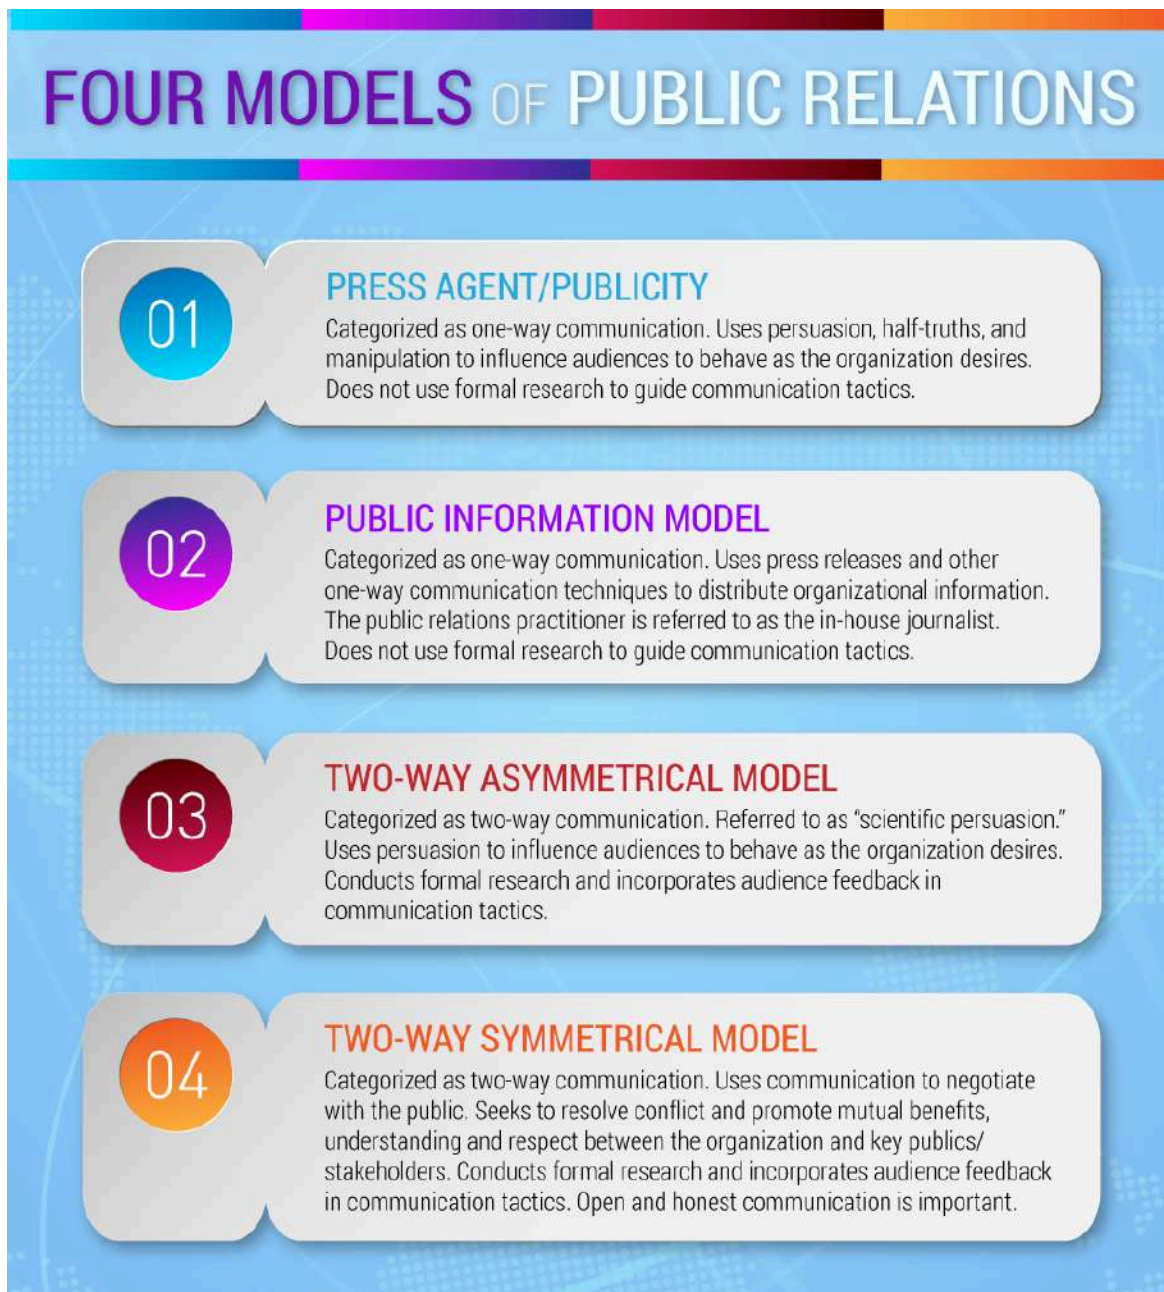 FOUR MODELS OF PUBLIC RELATIONS
01
PRESS AGENT/PUBLICITY
Categorized as one-way communication. Uses persuasion, half-truths, and
manipulation to influence audiences to behave as the organization desires.
Does not use formal research to guide communication tactics.
02
PUBLIC INFORMATION MODEL
Categorized as one-way communication. Uses press releases and other
one-way communication techniques to distribute organizational information.
The public relations practitioner is referred to as the in-house journalist.
Does not use formal research to guide communication tactics.
03
TWO-WAY ASYMMETRICAL MODEL
Categorized as two-way communication. Referred to as “scientific persuasion.”
Uses persuasion to influence audiences to behave as the organization desires.
Conducts formal research and incorporates audience feedback in
communication tactics.
04
TWO-WAY SYMMETRICAL MODEL
Categorized as two-way communication. Uses communication to negotiate
with the public. Seeks to resolve conflict and promote mutual benefits,
understanding and respect between the organization and key publics/
stakeholders. Conducts formal research and incorporates audience feedback
in communication tactics. Open and honest communication is important.